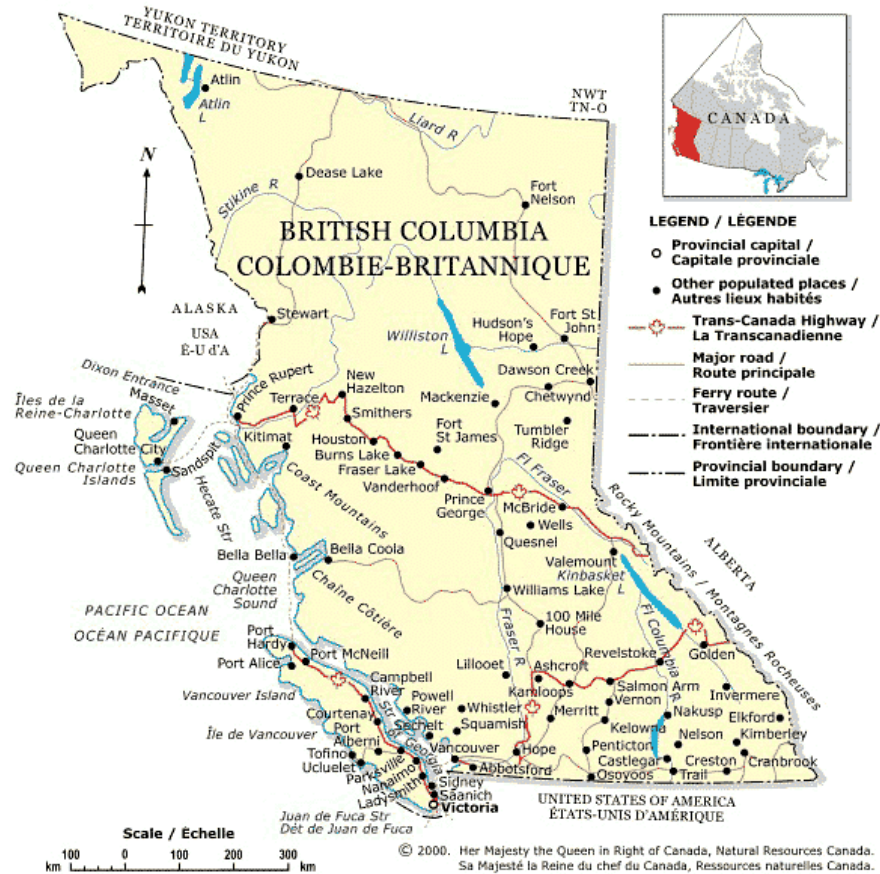 YUKON TERRITORY
TERRITOIRE DU YUKON
NWT
TN-O
CANADA
Atlin
Atlin
L
Liard R
N
Dease Lake
Stikine R
Fort
Nelson
BRITISH COLUMBIA
COLOMBIE-BRITANNIQUE
LEGEND / LÉGENDE
Provincial capital /
Capitale provinciale
Other populated places /
Autres lieux habités
Trans-Canada Highway /
La Transcanadienne
Major road /
Route principale
Ferry route /
Traversier
International boundary /
Frontière internationale
Provincial boundary /
Limite provinciale
ALASKA
USA
É-U d'A
Stewart
Williston
L
Hudson's
Hope
Fort St
John
Dawson Creek
Chetwynd
Mackenzie
Tumbler
Ridge
Dixon Entrance
Masset
Îles de la
Reine-Charlotte
Queen
Charlotte City
Queen Charlotte
Islands
Sandspit
Hecate Str
Prince Rupert
Terrace
New
Hazelton
Smithers
Kitimat
Houston
Burns Lake
Fraser Lake
Fort
St James
Vanderhoof
Prince
George
Fl Fraser
McBride
Wells
Quesnel
Rocky Mountains / Montagnes Rocheuses
ALBERTA
Coast Mountains
Chaîne Côtière
Bella Bella
Bella Coola
Queen
Charlotte
Sound
Valemount
Kinbasket
L
Williams Lake
Fraser R
100 Mile
House
Fl Columbia R
PACIFIC OCEAN
OCÉAN PACIFIQUE
Port
Hardy
Port McNeill
Port Alice
Vancouver Island
Île de Vancouver
Campbell
River
Courtenay
Port
Alberni
Tofino
Ucluelet
Parksville
Nanaimo
Ladysmith
Str of Georgia
Powell
River
Sechelt
Whistler
Squamish
Vancouver
Abbotsford
Hope
Lillooet
Ashcroft
Kamloops
Merritt
Revelstoke
Golden
Salmon Arm
Vernon
Kelowna
Penticton
Osoyoos
Nakusp
Nelson
Castlegar
Trail
Creston
Invermere
Elkford
Kimberley
Cranbrook
Sidney
Saanich
Victoria
Juan de Fuca Str
Dét de Juan de Fuca
UNITED STATES OF AMERICA
ÉTATS-UNIS D'AMÉRIQUE
Scale / Échelle
100 0 100 200 300
km km
© 2000. Her Majesty the Queen in Right of Canada, Natural Resources Canada.
Sa Majesté la Reine du chef du Canada, Ressources naturelles Canada.